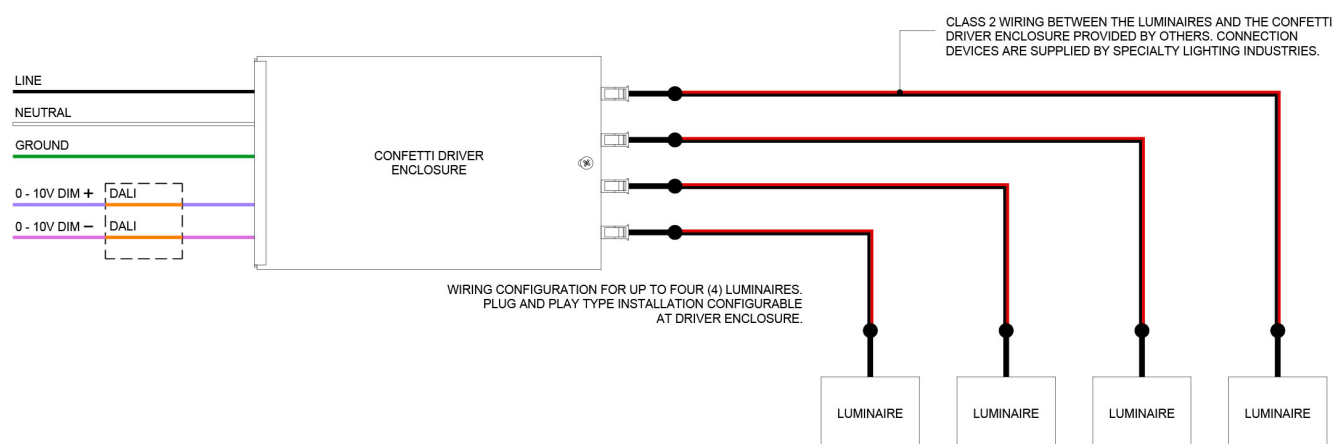 CLASS 2 WIRING BETWEEN THE LUMINAIRES AND THE CONFETTI
DRIVER ENCLOSURE PROVIDED BY OTHERS. CONNECTION
DEVICES ARE SUPPLIED BY SPECIALTY LIGHTING INDUSTRIES.
LINE
NEUTRAL
GROUND
CONFETTI DRIVER
ENCLOSURE
0 - 10V DIM + DALI
0 - 10V DIM − DALI
WIRING CONFIGURATION FOR UP TO FOUR (4) LUMINAIRES.
PLUG AND PLAY TYPE INSTALLATION CONFIGURABLE
AT DRIVER ENCLOSURE.
LUMINAIRE
LUMINAIRE
LUMINAIRE
LUMINAIRE